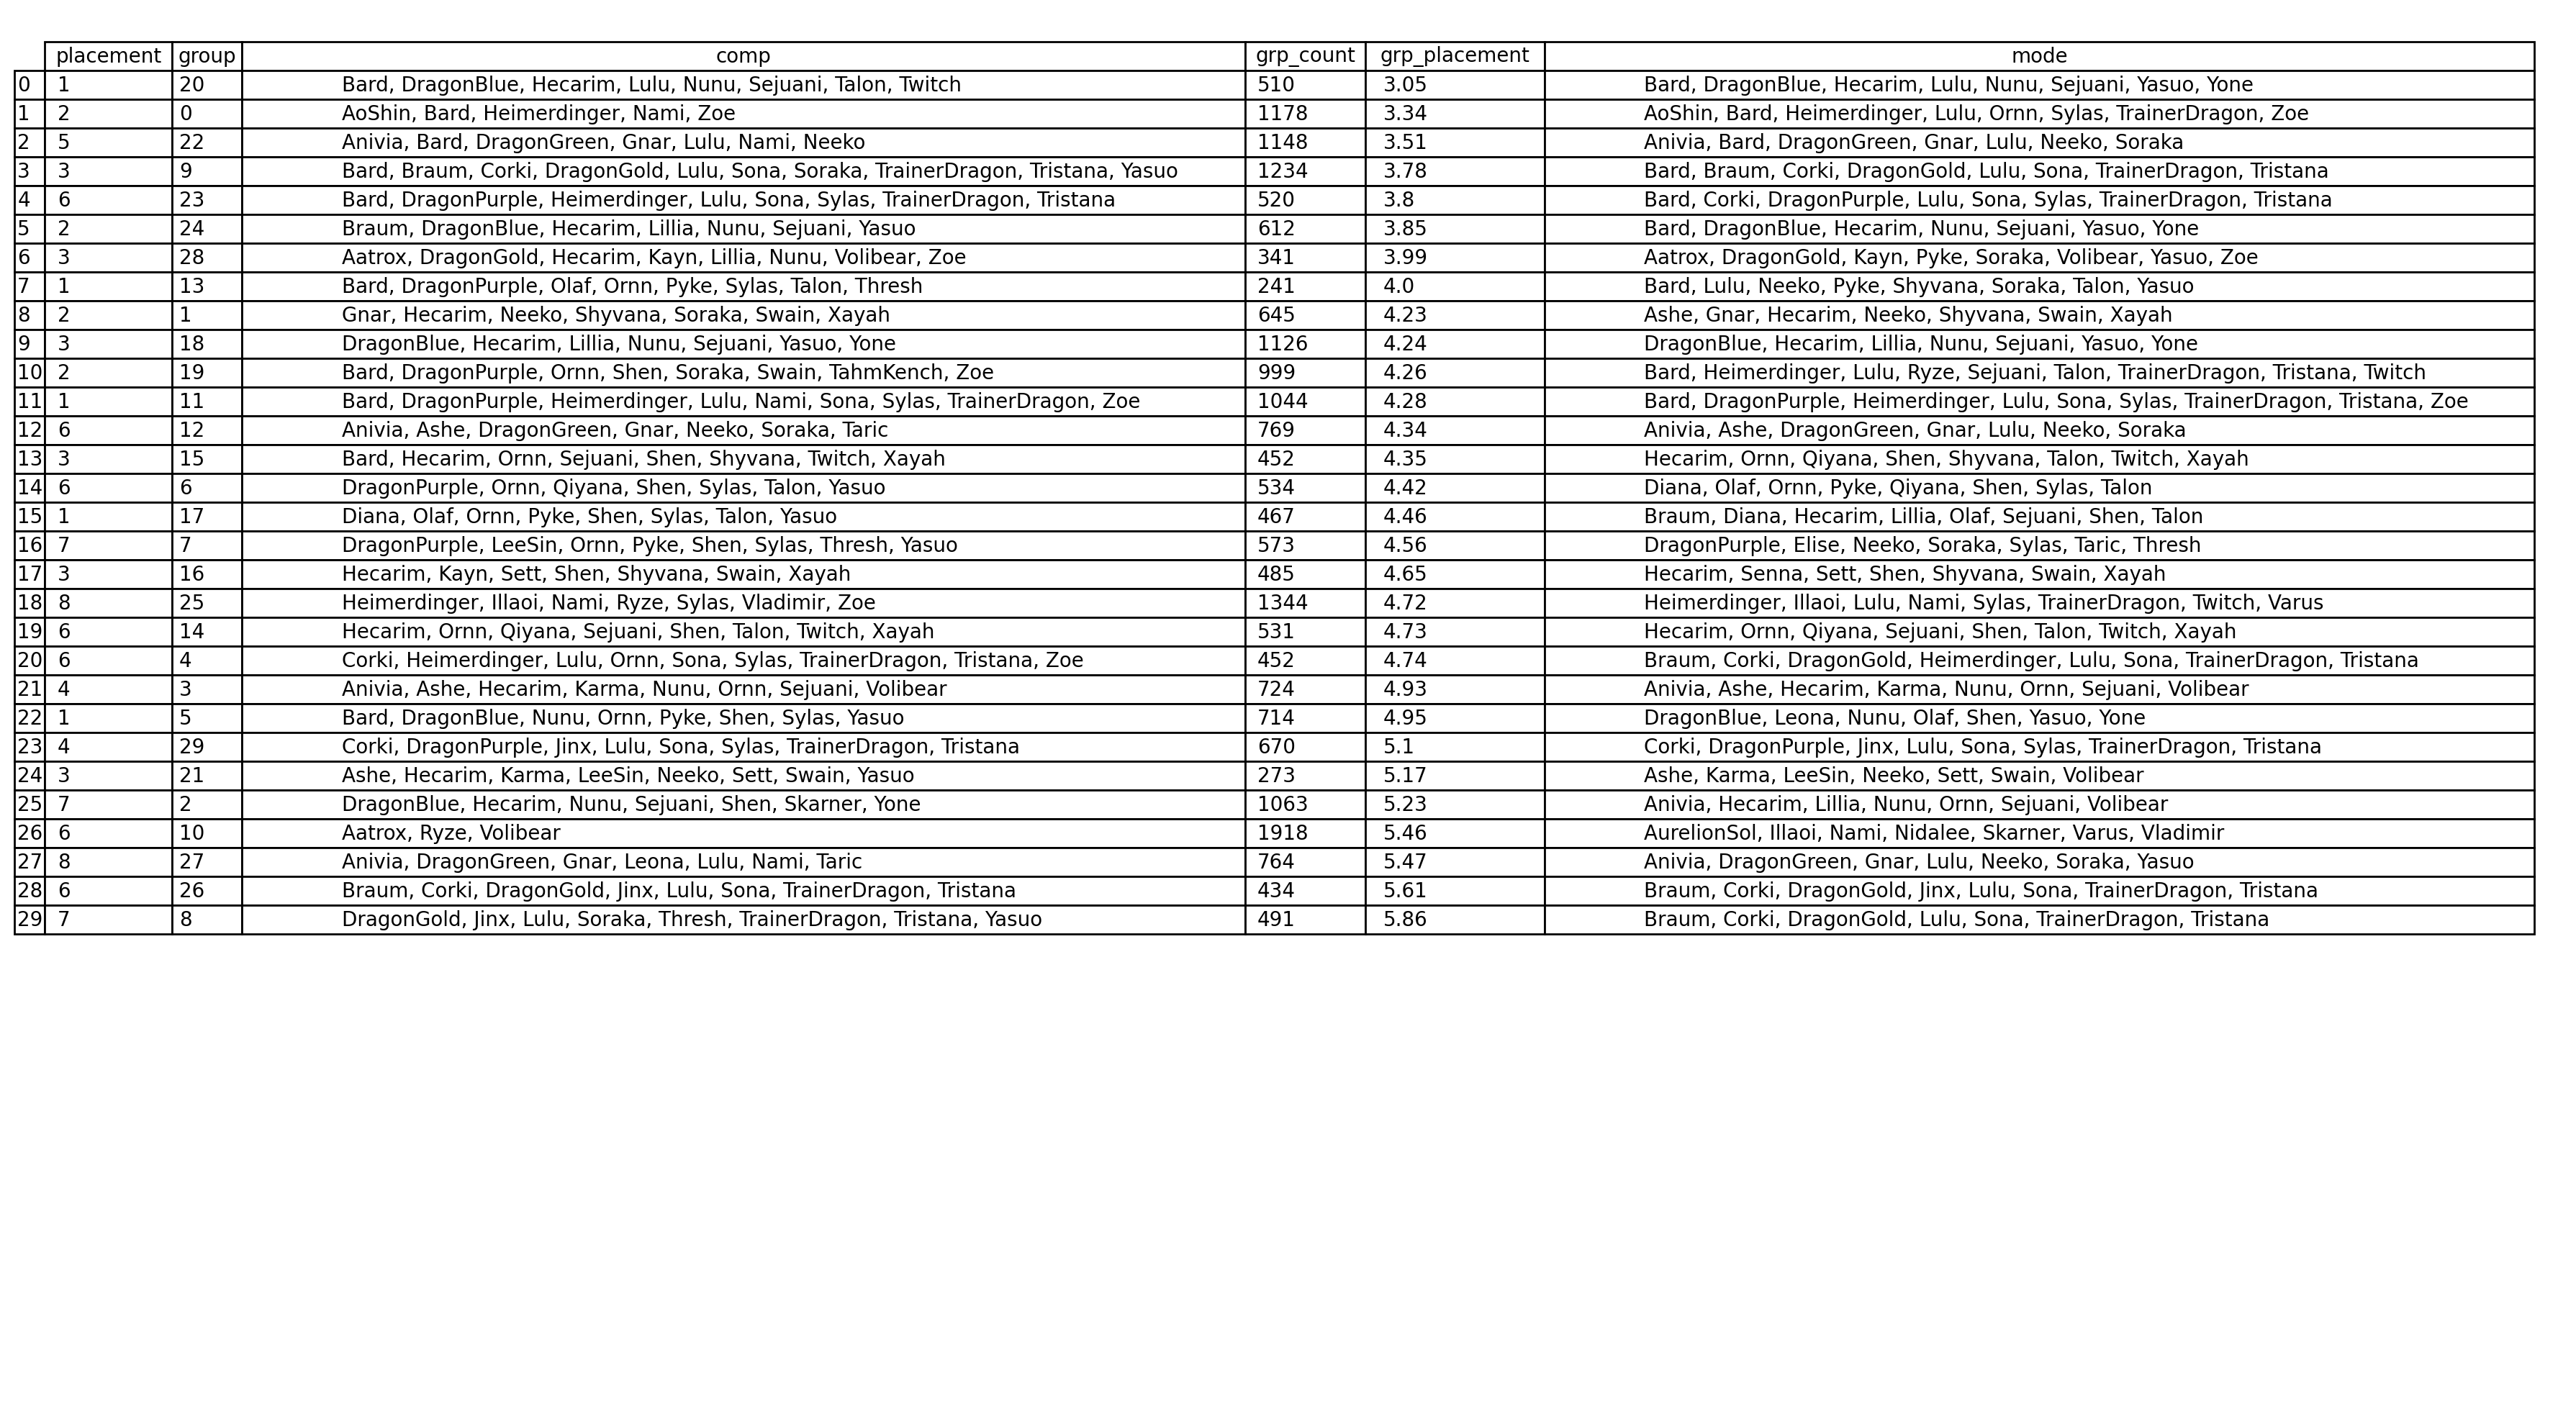 placement group comp grp_count grp_placement mode
0 1 20 Bard, DragonBlue, Hecarim, Lulu, Nunu, Sejuani, Talon, Twitch 510 3.05 Bard, DragonBlue, Hecarim, Lulu, Nunu, Sejuani, Yasuo, Yone
1 2 0 AoShin, Bard, Heimerdinger, Nami, Zoe 1178 3.34 AoShin, Bard, Heimerdinger, Lulu, Ornn, Sylas, TrainerDragon, Zoe
2 5 22 Anivia, Bard, DragonGreen, Gnar, Lulu, Nami, Neeko 1148 3.51 Anivia, Bard, DragonGreen, Gnar, Lulu, Neeko, Soraka
3 3 9 Bard, Braum, Corki, DragonGold, Lulu, Sona, Soraka, TrainerDragon, Tristana, Yasuo 1234 3.78 Bard, Braum, Corki, DragonGold, Lulu, Sona, TrainerDragon, Tristana
4 6 23 Bard, DragonPurple, Heimerdinger, Lulu, Sona, Sylas, TrainerDragon, Tristana 520 3.8 Bard, Corki, DragonPurple, Lulu, Sona, Sylas, TrainerDragon, Tristana
5 2 24 Braum, DragonBlue, Hecarim, Lillia, Nunu, Sejuani, Yasuo 612 3.85 Bard, DragonBlue, Hecarim, Nunu, Sejuani, Yasuo, Yone
6 3 28 Aatrox, DragonGold, Hecarim, Kayn, Lillia, Nunu, Volibear, Zoe 341 3.99 Aatrox, DragonGold, Kayn, Pyke, Soraka, Volibear, Yasuo, Zoe
7 1 13 Bard, DragonPurple, Olaf, Ornn, Pyke, Sylas, Talon, Thresh 241 4.0 Bard, Lulu, Neeko, Pyke, Shyvana, Soraka, Talon, Yasuo
8 2 1 Gnar, Hecarim, Neeko, Shyvana, Soraka, Swain, Xayah 645 4.23 Ashe, Gnar, Hecarim, Neeko, Shyvana, Swain, Xayah
9 3 18 DragonBlue, Hecarim, Lillia, Nunu, Sejuani, Yasuo, Yone 1126 4.24 DragonBlue, Hecarim, Lillia, Nunu, Sejuani, Yasuo, Yone
10 2 19 Bard, DragonPurple, Ornn, Shen, Soraka, Swain, TahmKench, Zoe 999 4.26 Bard, Heimerdinger, Lulu, Ryze, Sejuani, Talon, TrainerDragon, Tristana, Twitch
11 1 11 Bard, DragonPurple, Heimerdinger, Lulu, Nami, Sona, Sylas, TrainerDragon, Zoe 1044 4.28 Bard, DragonPurple, Heimerdinger, Lulu, Sona, Sylas, TrainerDragon, Tristana, Zoe
12 6 12 Anivia, Ashe, DragonGreen, Gnar, Neeko, Soraka, Taric 769 4.34 Anivia, Ashe, DragonGreen, Gnar, Lulu, Neeko, Soraka
13 3 15 Bard, Hecarim, Ornn, Sejuani, Shen, Shyvana, Twitch, Xayah 452 4.35 Hecarim, Ornn, Qiyana, Shen, Shyvana, Talon, Twitch, Xayah
14 6 6 DragonPurple, Ornn, Qiyana, Shen, Sylas, Talon, Yasuo 534 4.42 Diana, Olaf, Ornn, Pyke, Qiyana, Shen, Sylas, Talon
15 1 17 Diana, Olaf, Ornn, Pyke, Shen, Sylas, Talon, Yasuo 467 4.46 Braum, Diana, Hecarim, Lillia, Olaf, Sejuani, Shen, Talon
16 7 7 DragonPurple, LeeSin, Ornn, Pyke, Shen, Sylas, Thresh, Yasuo 573 4.56 DragonPurple, Elise, Neeko, Soraka, Sylas, Taric, Thresh
17 3 16 Hecarim, Kayn, Sett, Shen, Shyvana, Swain, Xayah 485 4.65 Hecarim, Senna, Sett, Shen, Shyvana, Swain, Xayah
18 8 25 Heimerdinger, Illaoi, Nami, Ryze, Sylas, Vladimir, Zoe 1344 4.72 Heimerdinger, Illaoi, Lulu, Nami, Sylas, TrainerDragon, Twitch, Varus
19 6 14 Hecarim, Ornn, Qiyana, Sejuani, Shen, Talon, Twitch, Xayah 531 4.73 Hecarim, Ornn, Qiyana, Sejuani, Shen, Talon, Twitch, Xayah
20 6 4 Corki, Heimerdinger, Lulu, Ornn, Sona, Sylas, TrainerDragon, Tristana, Zoe 452 4.74 Braum, Corki, DragonGold, Heimerdinger, Lulu, Sona, TrainerDragon, Tristana
21 4 3 Anivia, Ashe, Hecarim, Karma, Nunu, Ornn, Sejuani, Volibear 724 4.93 Anivia, Ashe, Hecarim, Karma, Nunu, Ornn, Sejuani, Volibear
22 1 5 Bard, DragonBlue, Nunu, Ornn, Pyke, Shen, Sylas, Yasuo 714 4.95 DragonBlue, Leona, Nunu, Olaf, Shen, Yasuo, Yone
23 4 29 Corki, DragonPurple, Jinx, Lulu, Sona, Sylas, TrainerDragon, Tristana 670 5.1 Corki, DragonPurple, Jinx, Lulu, Sona, Sylas, TrainerDragon, Tristana
24 3 21 Ashe, Hecarim, Karma, LeeSin, Neeko, Sett, Swain, Yasuo 273 5.17 Ashe, Karma, LeeSin, Neeko, Sett, Swain, Volibear
25 7 2 DragonBlue, Hecarim, Nunu, Sejuani, Shen, Skarner, Yone 1063 5.23 Anivia, Hecarim, Lillia, Nunu, Ornn, Sejuani, Volibear
26 6 10 Aatrox, Ryze, Volibear 1918 5.46 AurelionSol, Illaoi, Nami, Nidalee, Skarner, Varus, Vladimir
27 8 27 Anivia, DragonGreen, Gnar, Leona, Lulu, Nami, Taric 764 5.47 Anivia, DragonGreen, Gnar, Lulu, Neeko, Soraka, Yasuo
28 6 26 Braum, Corki, DragonGold, Jinx, Lulu, Sona, TrainerDragon, Tristana 434 5.61 Braum, Corki, DragonGold, Jinx, Lulu, Sona, TrainerDragon, Tristana
29 7 8 DragonGold, Jinx, Lulu, Soraka, Thresh, TrainerDragon, Tristana, Yasuo 491 5.86 Braum, Corki, DragonGold, Lulu, Sona, TrainerDragon, Tristana